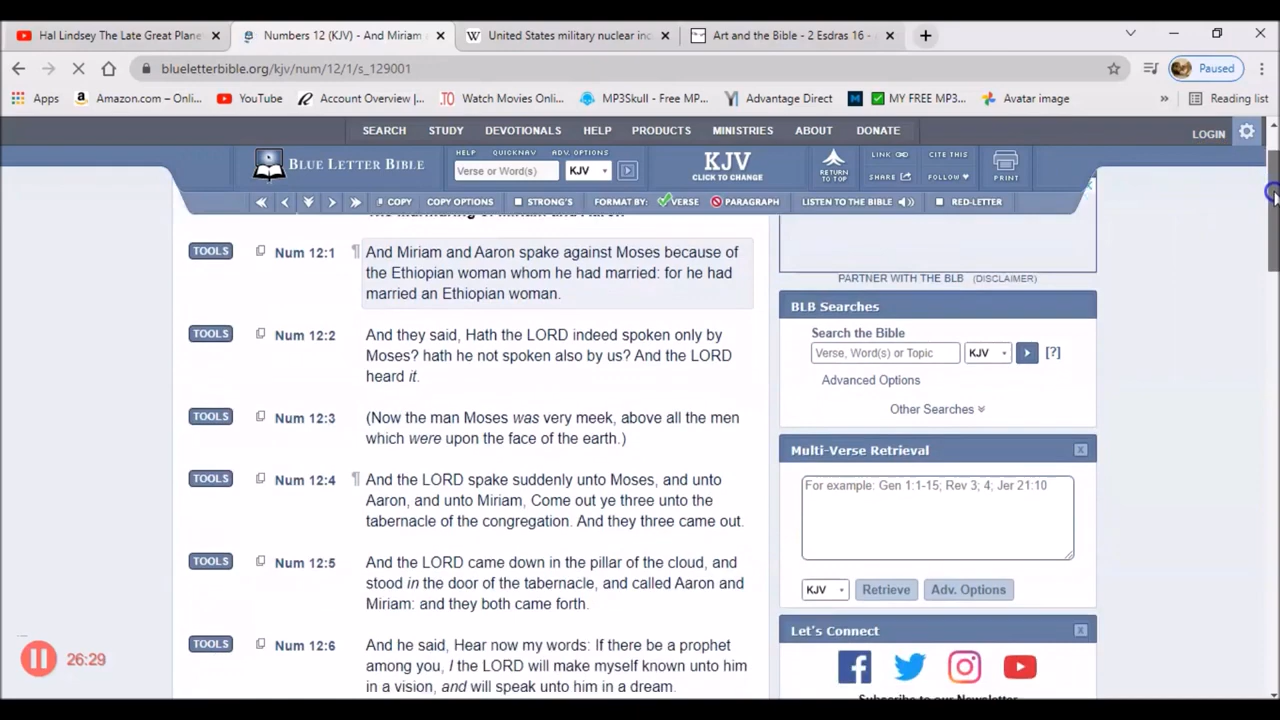 Hal Lindsey The Late Great Plane
Numbers 12 (KJV) - And Miriam
United States military nuclear inc
Art and the Bible - 2 Esdras 16 -
blueletterbible.org/kjv/num/12/1/s_129001
Paused
Apps
Amazon.com – Onli...
YouTube
Account Overview |...
Watch Movies Onli...
MP3Skull - Free MP...
Advantage Direct
MY FREE MP3...
Avatar image
»
Reading list
SEARCH STUDY DEVOTIONALS HELP PRODUCTS MINISTRIES ABOUT DONATE
LOGIN
BLUE LETTER BIBLE
HELP QUICKNAV ADV. OPTIONS
Verse or Word(s) KJV
KJV
CLICK TO CHANGE
RETURN
TO TOP
LINK CITE THIS
SHARE FOLLOW
PRINT
COPY COPY OPTIONS STRONG'S FORMAT BY: VERSE PARAGRAPH LISTEN TO THE BIBLE RED-LETTER
The Murmuring of Miriam and Aaron
TOOLS Num 12:1 ¶ And Miriam and Aaron spake against Moses because of
the Ethiopian woman whom he had married: for he had
married an Ethiopian woman.
TOOLS Num 12:2 And they said, Hath the LORD indeed spoken only by
Moses? hath he not spoken also by us? And the LORD
heard it.
TOOLS Num 12:3 (Now the man Moses was very meek, above all the men
which were upon the face of the earth.)
TOOLS Num 12:4 ¶ And the LORD spake suddenly unto Moses, and unto
Aaron, and unto Miriam, Come out ye three unto the
tabernacle of the congregation. And they three came out.
TOOLS Num 12:5 And the LORD came down in the pillar of the cloud, and
stood in the door of the tabernacle, and called Aaron and
Miriam: and they both came forth.
TOOLS Num 12:6 And he said, Hear now my words: If there be a prophet
among you, I the LORD will make myself known unto him
in a vision, and will speak unto him in a dream.
PARTNER WITH THE BLB (DISCLAIMER)
BLB Searches
Search the Bible
Verse, Word(s) or Topic KJV [?]
Advanced Options
Other Searches
Multi-Verse Retrieval
For example: Gen 1:1-15; Rev 3; 4; Jer 21:10
KJV Retrieve Adv. Options
Let's Connect
Subscribe to our Newsletter
26:29